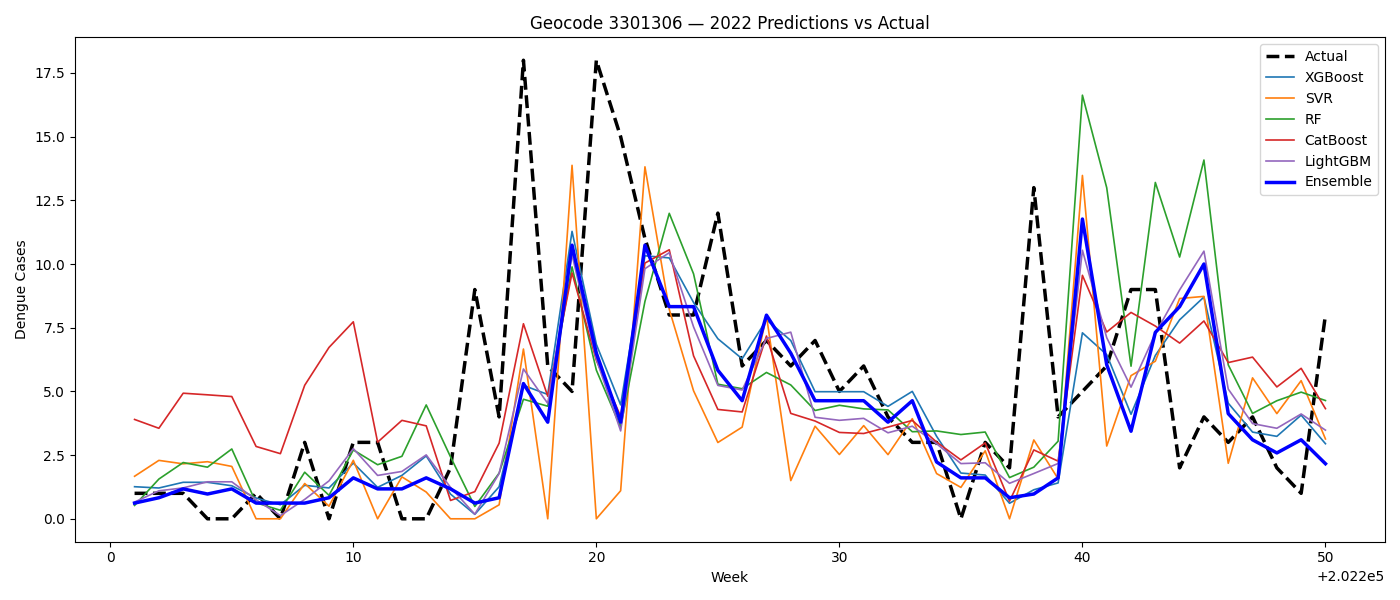 Geocode 3301306 — 2022 Predictions vs Actual
Dengue Cases
17.5
15.0
12.5
10.0
7.5
5.0
2.5
0.0
Actual
XGBoost
SVR
RF
CatBoost
LightGBM
Ensemble
0
10
20
30
40
50
Week
+2.022e5